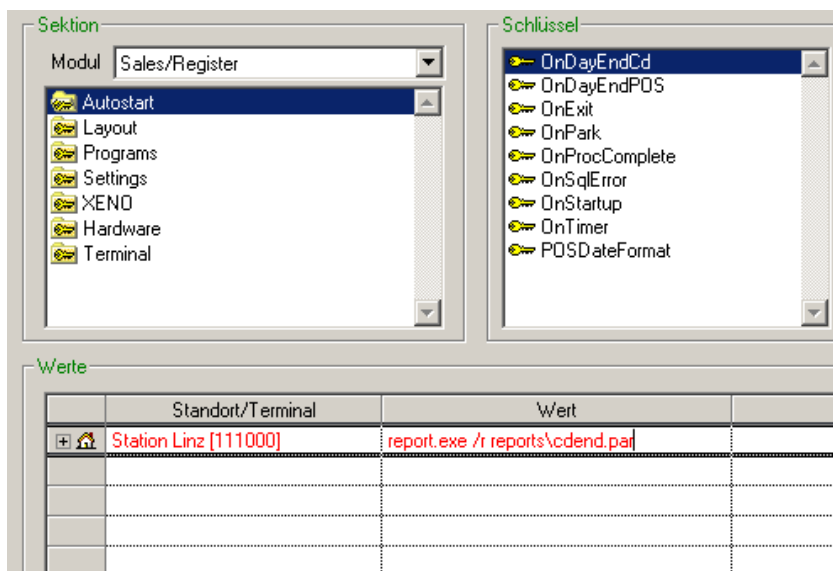 Sektion
Modul Sales/Register
Autostart
Layout
Programs
Settings
XENO
Hardware
Terminal
Schlüssel
OnDayEndCd
OnDayEndPOS
OnExit
OnPark
OnProcComplete
OnSqlError
OnStartup
OnTimer
POSDateFormat
Werte
Standort/Terminal Wert
Station Linz [111000] report.exe /r reports\cdend.par